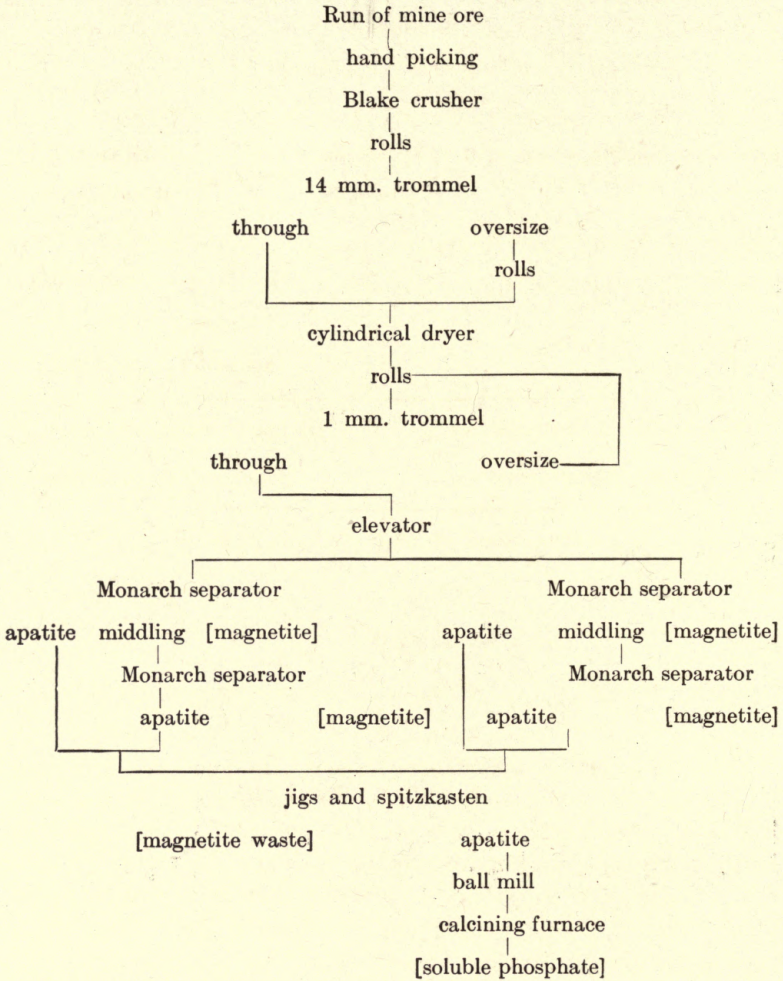 Run of mine ore
hand picking
Blake crusher
rolls
14 mm. trommel
through oversize
rolls
cylindrical dryer
rolls
1 mm. trommel
through oversize
elevator
Monarch separator Monarch separator
apatite middling [magnetite] apatite middling [magnetite]
Monarch separator Monarch separator
apatite [magnetite] apatite [magnetite]
jigs and spitzkasten
[magnetite waste] apatite
ball mill
calcining furnace
[soluble phosphate]